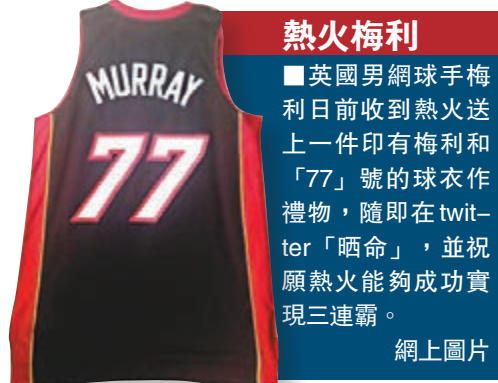 MURRAY
77
熱火梅利
■英國男網球手梅
利日前收到熱火送
上一件印有梅利和
「77」號的球衣作
禮物,隨即在twit-
ter「晒命」,並祝
願熱火能夠成功實
現三連霸。
網上圖片